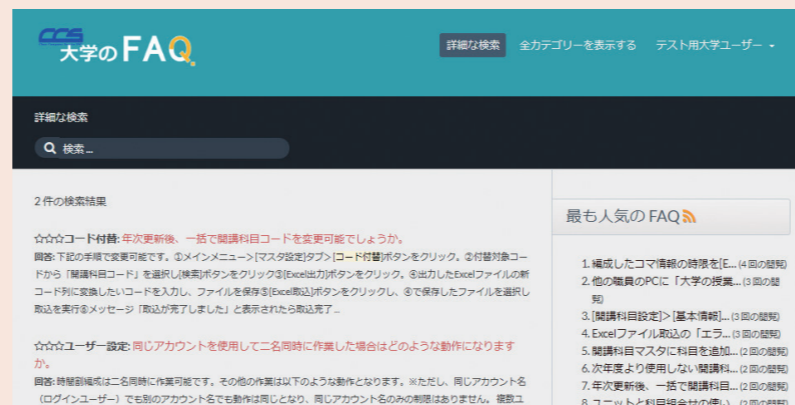 CCS
大学のFAQ
詳細な検索 全カテゴリーを表示する テスト用大学ユーザー
詳細な検索
検索...
2件の検索結果
☆☆☆コード付替: 年次更新後、一括で開講科目コードを変更可能でしょうか。
回答: 下記の手順で変更可能です。①メインメニュー>[マスタ設定]タブ>[コード付替]ボタンをクリック。②付替対象コー
ドから「開講科目コード」を選択し[検索]ボタンをクリック③[Excel出力]ボタンをクリック。④出力したExcelファイルの新
コード列に変換したいコードを入力し、ファイルを保存⑤[Excel取込]ボタンをクリックし、④で保存したファイルを選択し
取込を実行⑥メッセージ「取込が完了しました」と表示されたら取込完了...
☆☆☆ユーザー設定: 同じアカウントを使用して二名同時に作業した場合はどのような動作になります
か。
回答: 時間割編成は二名同時に作業可能です。その他の作業は以下のような動作となります。※ただし、同じアカウント名
(ログインユーザー)でも別のアカウント名でも動作は同じとなり、同じアカウント名のみの制限はありません。複数ユ
最も人気の FAQ
1. 編成したコマ情報の時限を[E... (4 回の閲覧)
2. 他の職員のPCに「大学の授業... (3 回の閲
覧)
3. [開講科目設定]>[基本情報]... (3 回の閲覧)
4. Excelファイル取込の「エラ... (3 回の閲覧)
5. 開講科目マスタに科目を追加... (2 回の閲覧)
6. 次年度より使用しない開講科... (2 回の閲覧)
7. 年次更新後、一括で開講科目... (2 回の閲覧)
8. ユニットと科目組合せの使い... (2 回の閲覧)